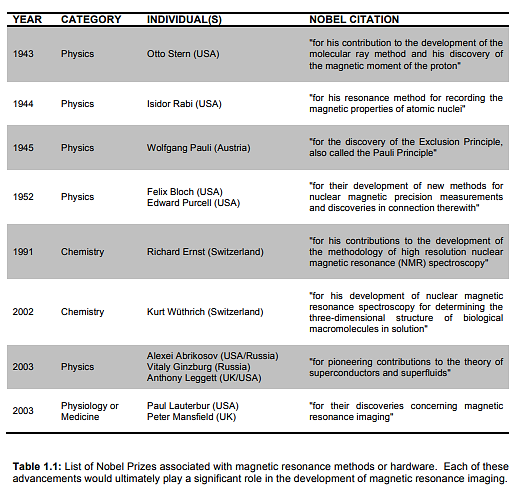 YEAR CATEGORY INDIVIDUAL(S) NOBEL CITATION
1943 Physics Otto Stern (USA) "for his contribution to the development of the
molecular ray method and his discovery of
the magnetic moment of the proton"
1944 Physics Isidor Rabi (USA) "for his resonance method for recording the
magnetic properties of atomic nuclei"
1945 Physics Wolfgang Pauli (Austria) "for the discovery of the Exclusion Principle,
also called the Pauli Principle"
1952 Physics Felix Bloch (USA)
Edward Purcell (USA) "for their development of new methods for
nuclear magnetic precision measurements
and discoveries in connection therewith"
1991 Chemistry Richard Ernst (Switzerland) "for his contributions to the development of
the methodology of high resolution nuclear
magnetic resonance (NMR) spectroscopy"
2002 Chemistry Kurt Wüthrich (Switzerland) "for his development of nuclear magnetic
resonance spectroscopy for determining the
three-dimensional structure of biological
macromolecules in solution"
2003 Physics Alexei Abrikosov (USA/Russia)
Vitaly Ginzburg (Russia)
Anthony Leggett (UK/USA) "for pioneering contributions to the theory of
superconductors and superfluids"
2003 Physiology or
Medicine Paul Lauterbur (USA)
Peter Mansfield (UK) "for their discoveries concerning magnetic
resonance imaging"
Table 1.1: List of Nobel Prizes associated with magnetic resonance methods or hardware. Each of these
advancements would ultimately play a significant role in the development of magnetic resonance imaging.